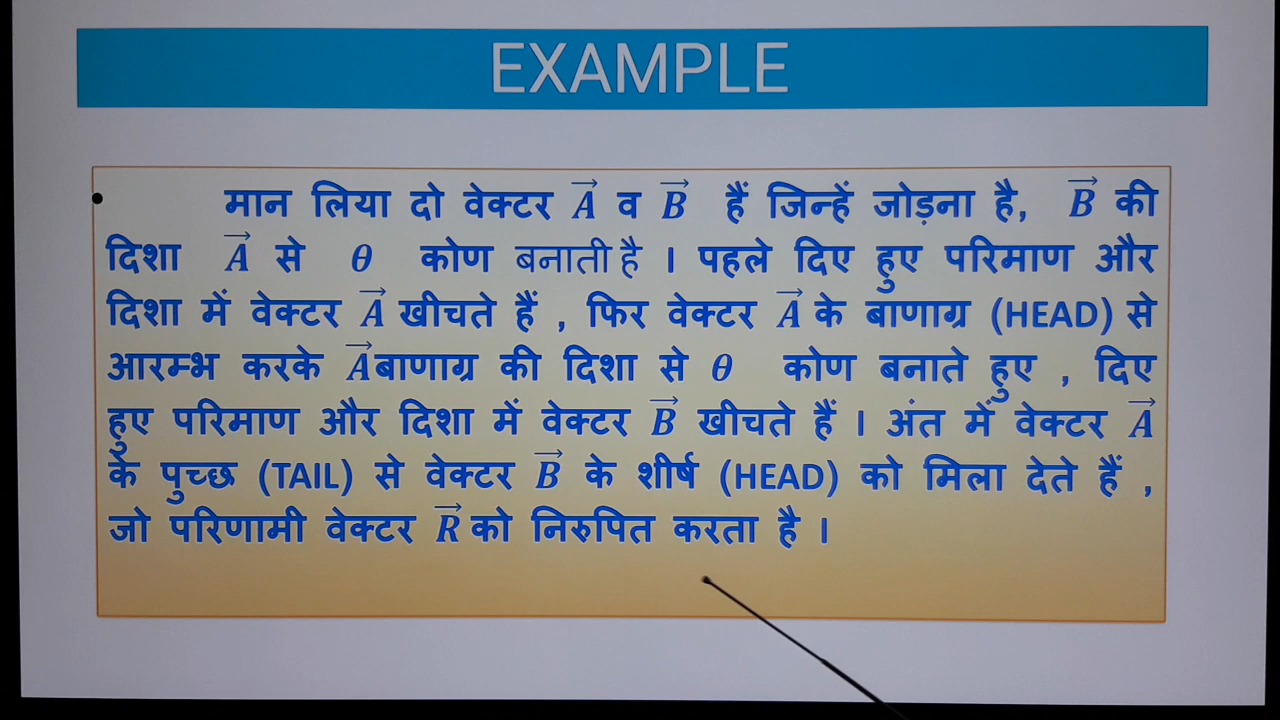 EXAMPLE
• मान लिया दो वेक्टर A⃗ व B⃗ हैं जिन्हें जोड़ना है, B⃗ की
दिशा A⃗ से θ कोण बनाती है । पहले दिए हुए परिमाण और
दिशा में वेक्टर A⃗ खीचते हैं , फिर वेक्टर A⃗ के बाणाग्र (HEAD) से
आरम्भ करके A⃗बाणाग्र की दिशा से θ कोण बनाते हुए , दिए
हुए परिमाण और दिशा में वेक्टर B⃗ खीचते हैं । अंत में वेक्टर A⃗
के पुच्छ (TAIL) से वेक्टर B⃗ के शीर्ष (HEAD) को मिला देते हैं ,
जो परिणामी वेक्टर R⃗ को निरुपित करता है ।